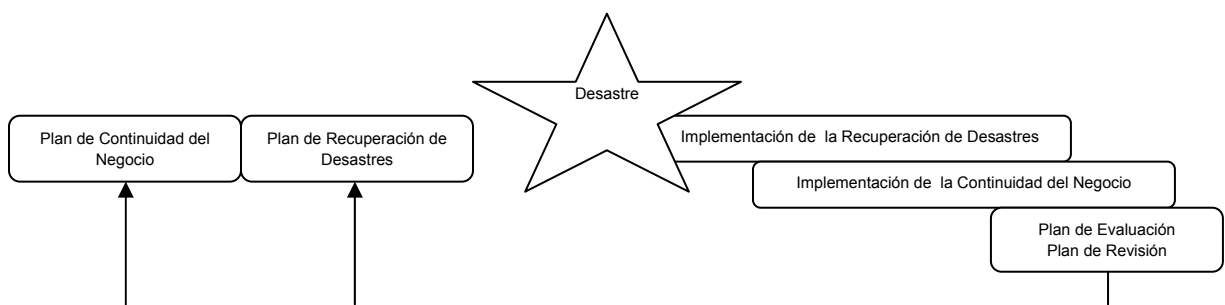 Desastre
Plan de Continuidad del
Negocio
Plan de Recuperación de
Desastres
Implementación de la Recuperación de Desastres
Implementación de la Continuidad del Negocio
Plan de Evaluación
Plan de Revisión